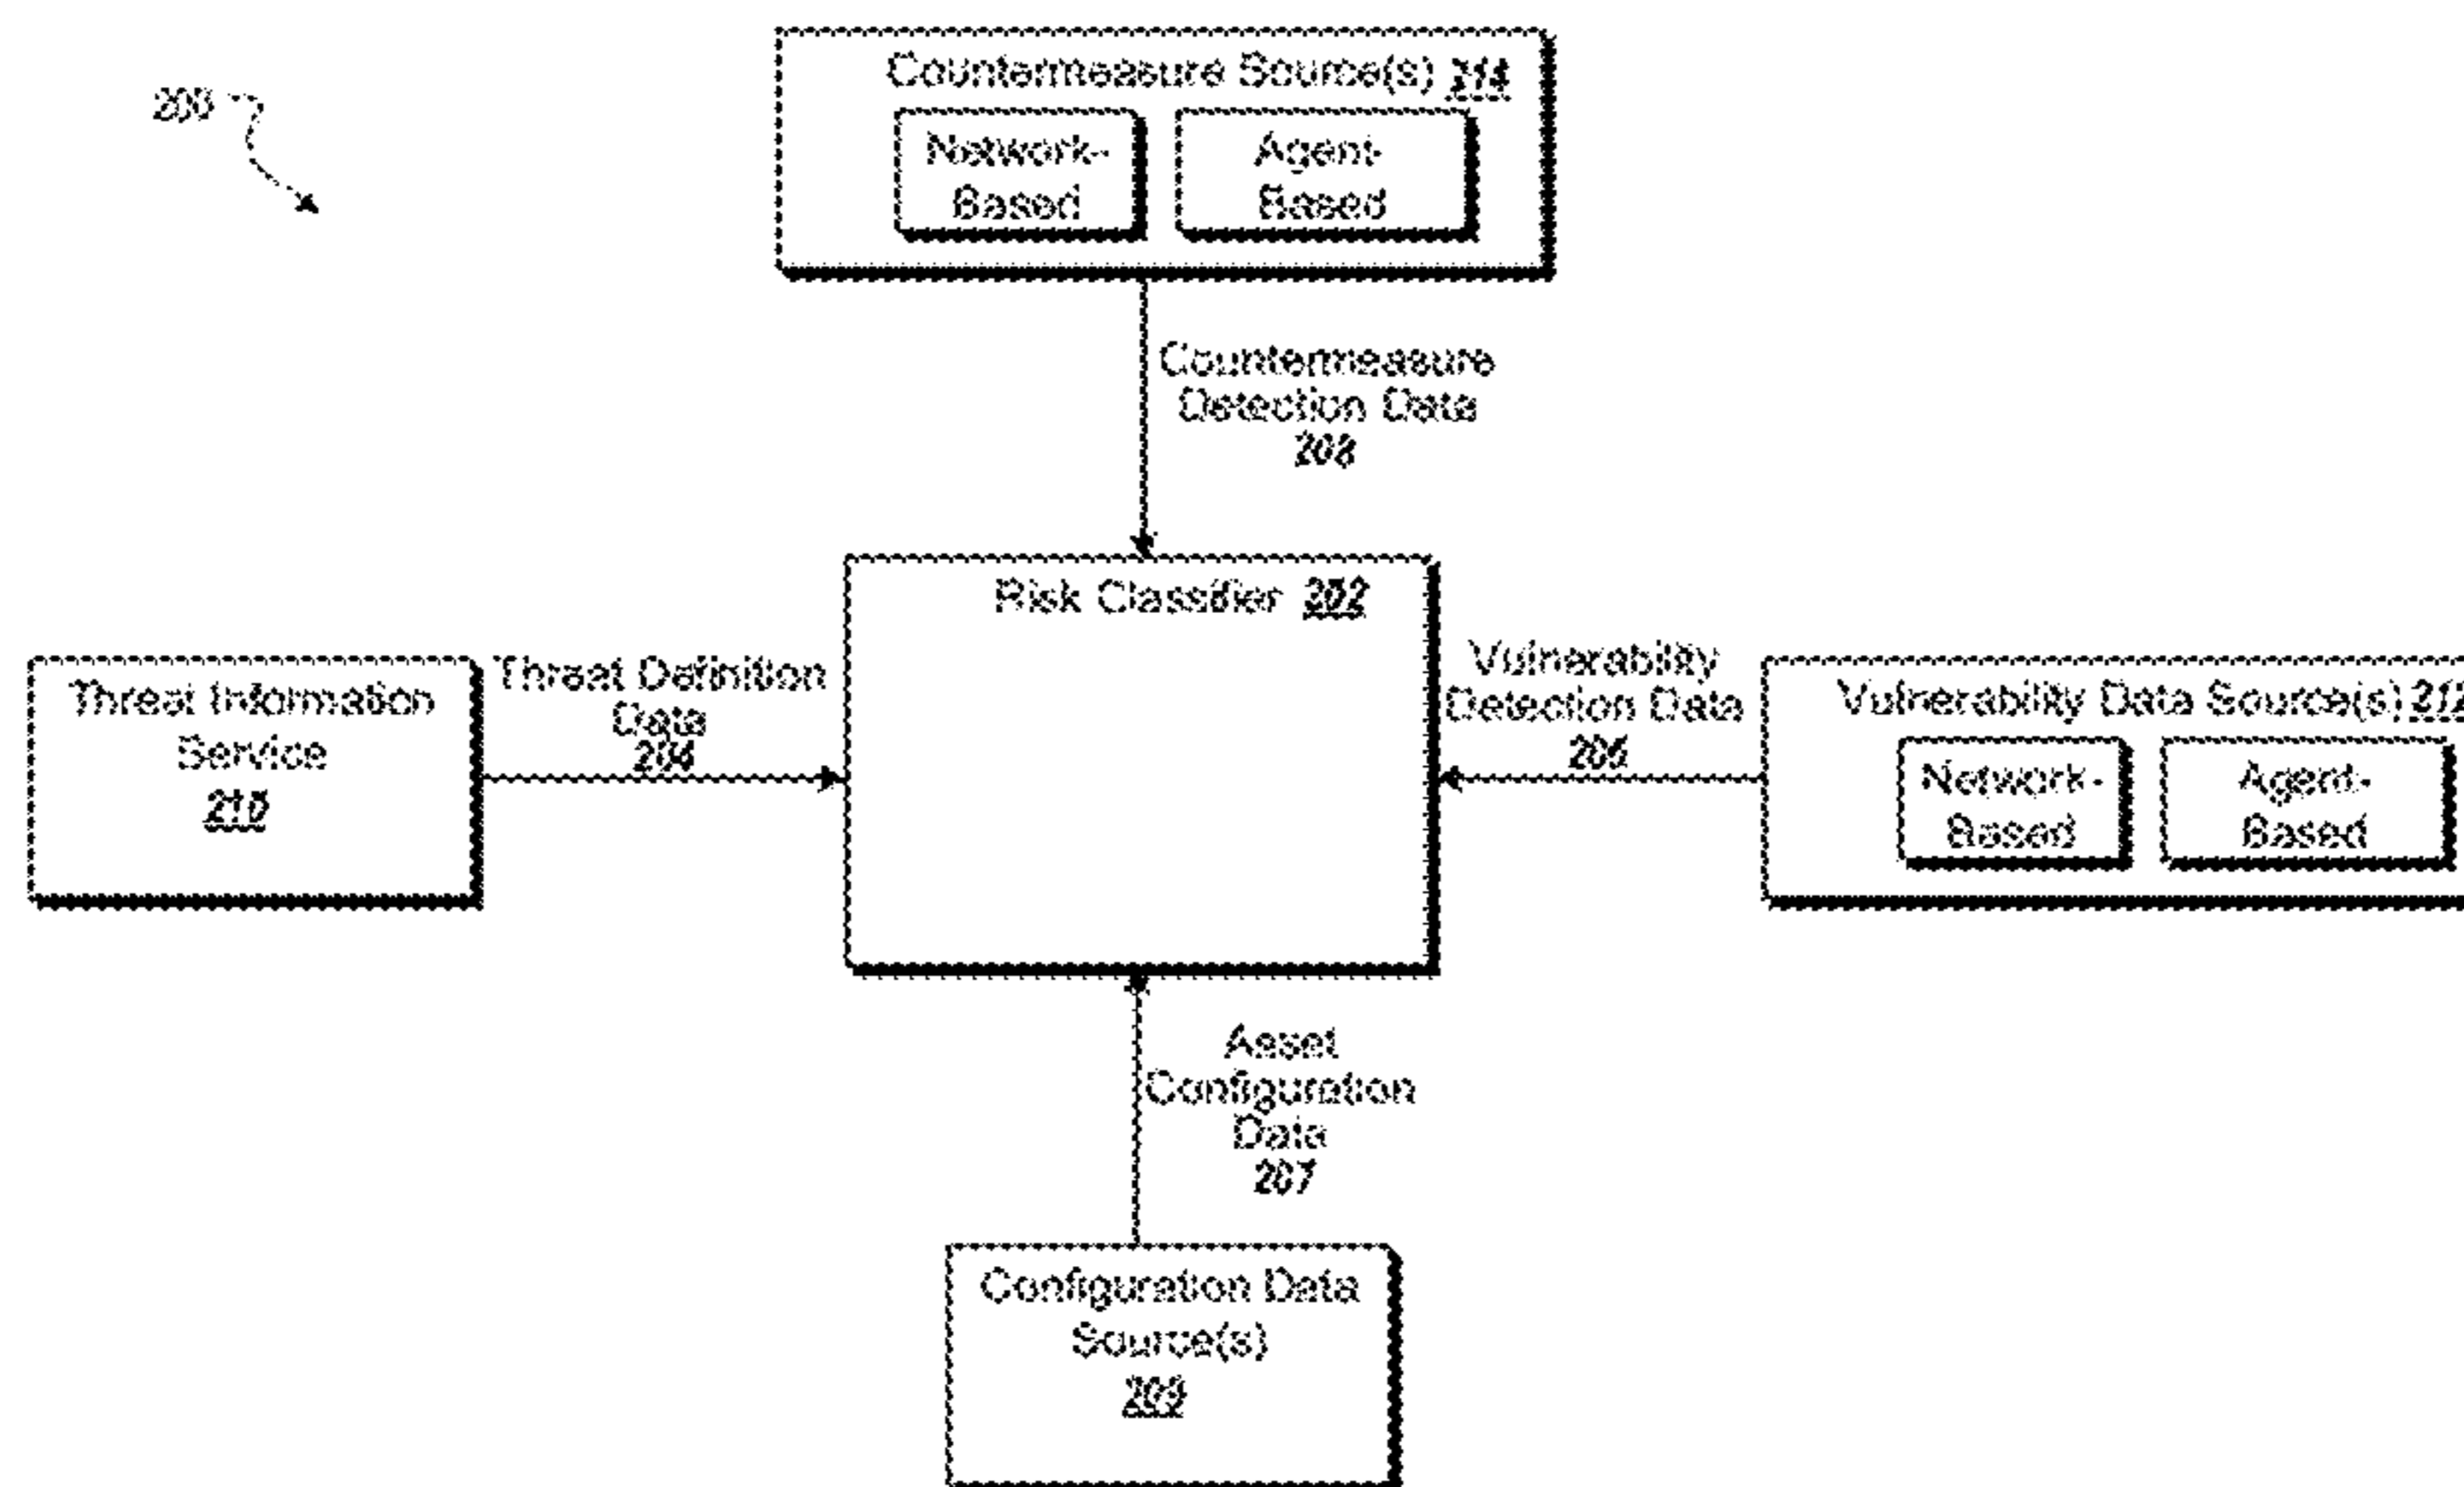 200
Countermeasure Source(s) 214
Network-
Based
Agent-
Based
Countermeasure
Detection Data
208
Risk Classifier 202
Threat Information
Service
210
Threat Definition
Data
204
Vulnerability
Detection Data
206
Vulnerability Data Source(s)
Network-
Based
Agent-
Based
Asset
Configuration
Data
207
Configuration Data
Source(s)
209